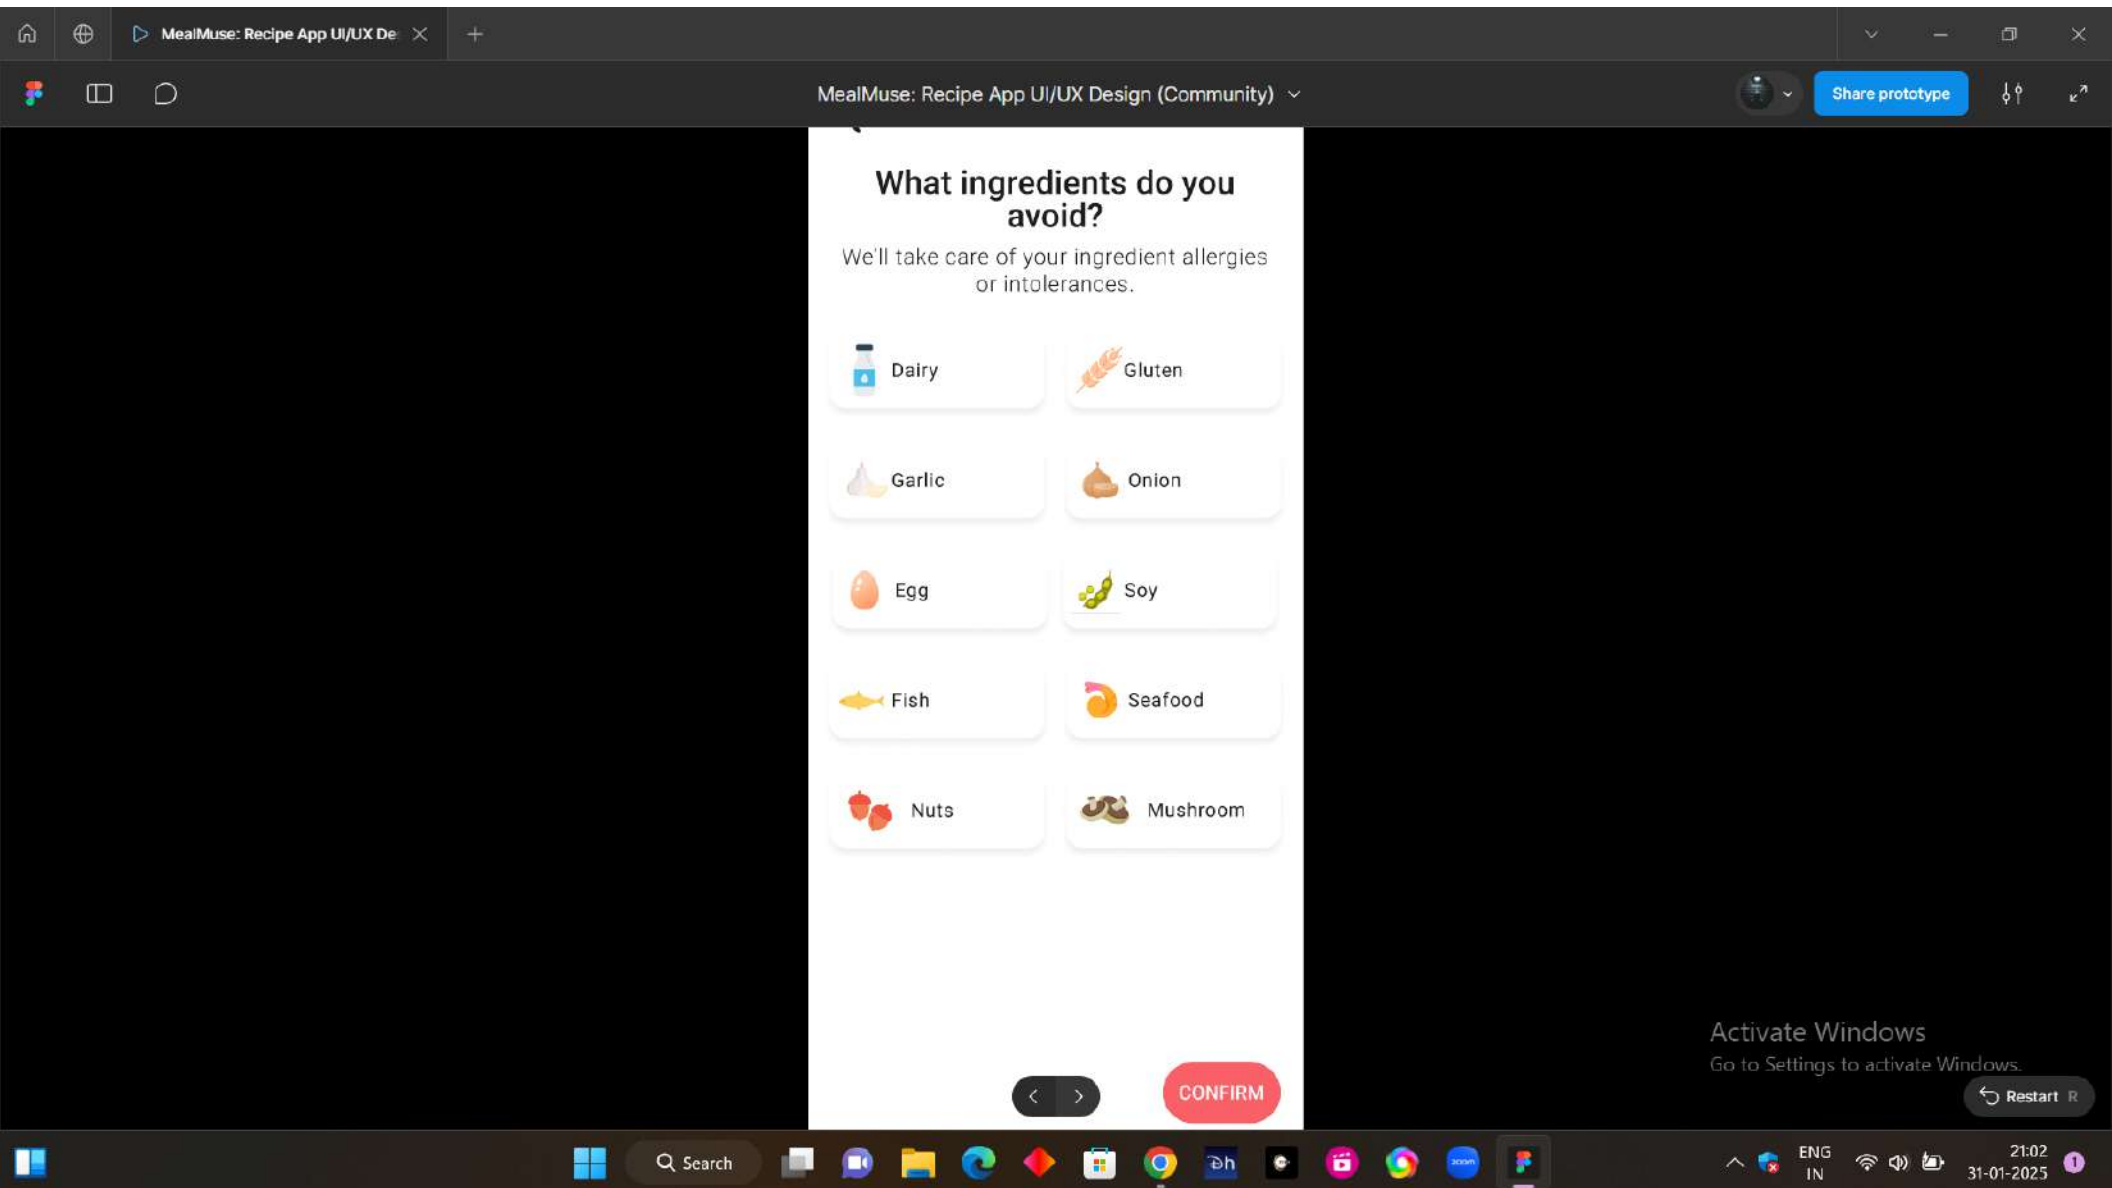 MealMuse: Recipe App UI/UX De
MealMuse: Recipe App UI/UX Design (Community)
Share prototype
What ingredients do you
avoid?
We'll take care of your ingredient allergies
or intolerances.
Dairy
Gluten
Garlic
Onion
Egg
Soy
Fish
Seafood
Nuts
Mushroom
CONFIRM
Activate Windows
Go to Settings to activate Windows.
Restart R
Search
Dh
zoom
ENG
IN
21:02
31-01-2025
1